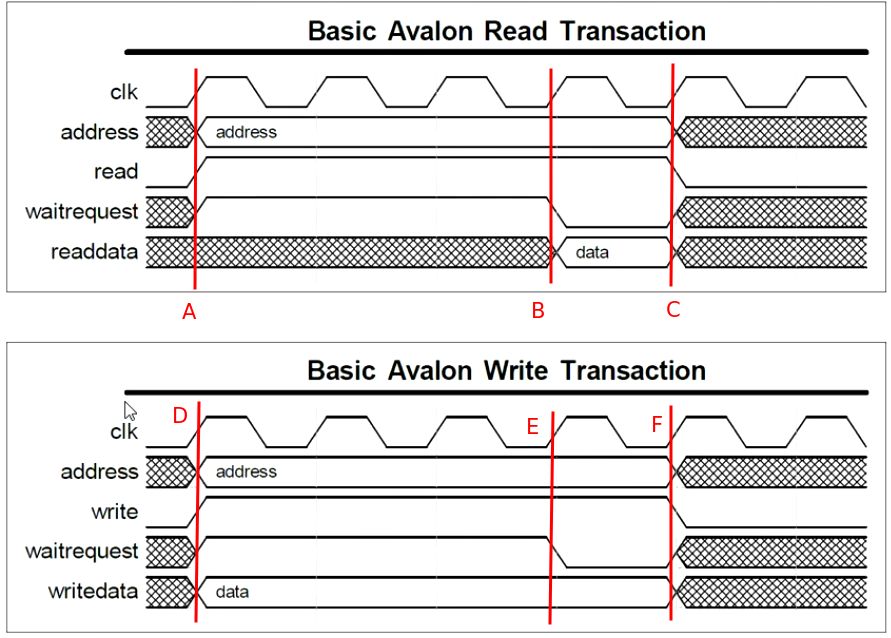 Basic Avalon Read Transaction
clk
address address
read
waitrequest
readdata data
A B C
Basic Avalon Write Transaction
D E F
clk
address address
write
waitrequest
writedata data